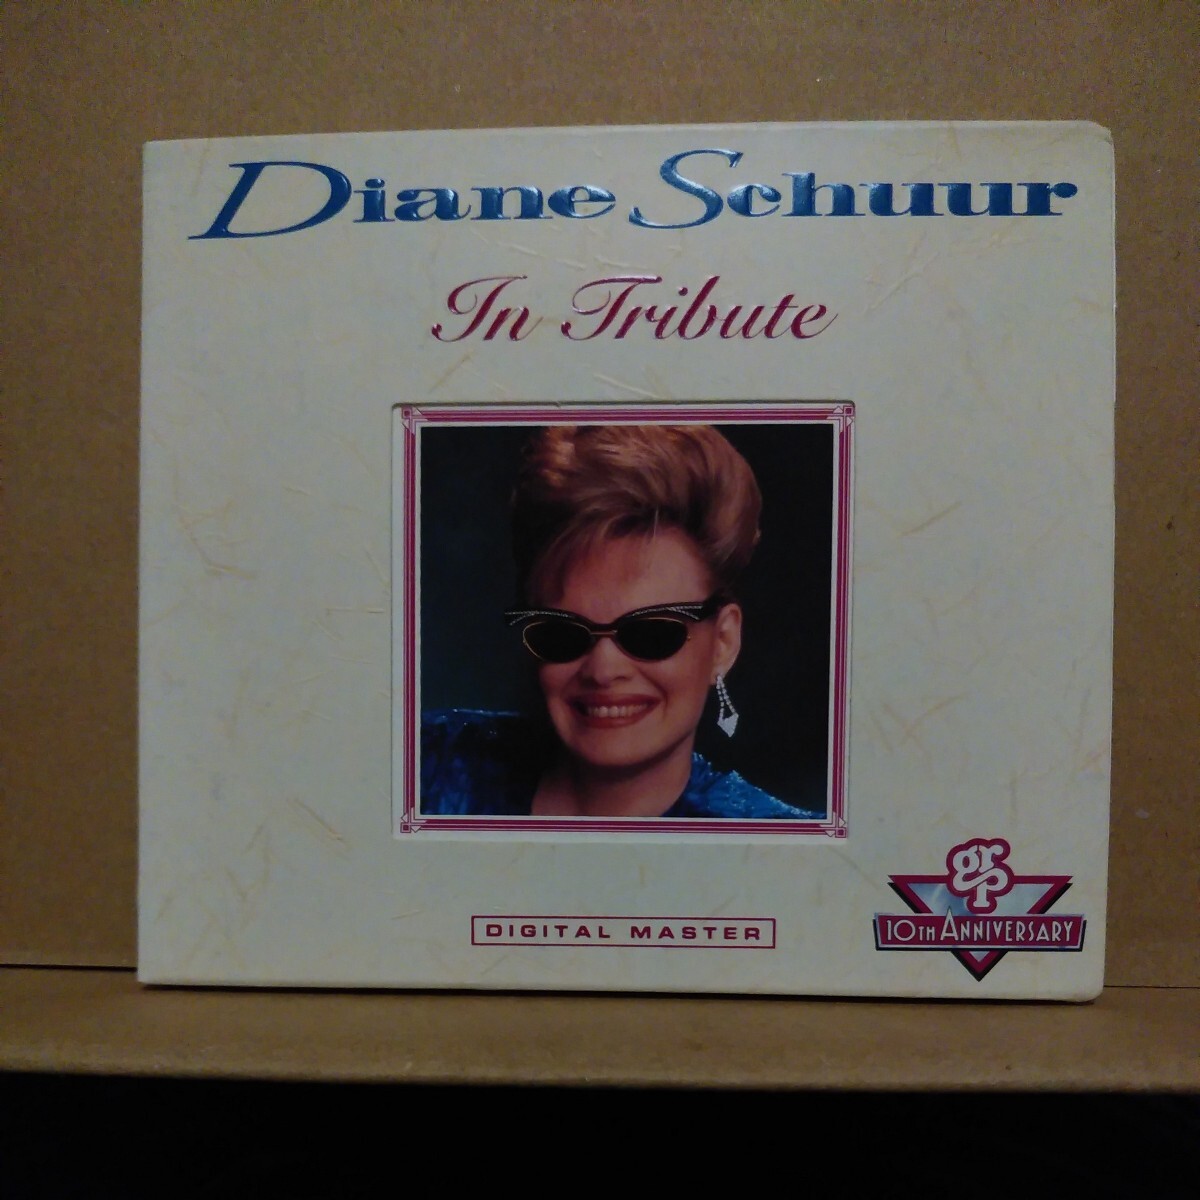 Diane Schuur
In Tribute
DIGITAL MASTER
grp
10TH ANNIVERSARY